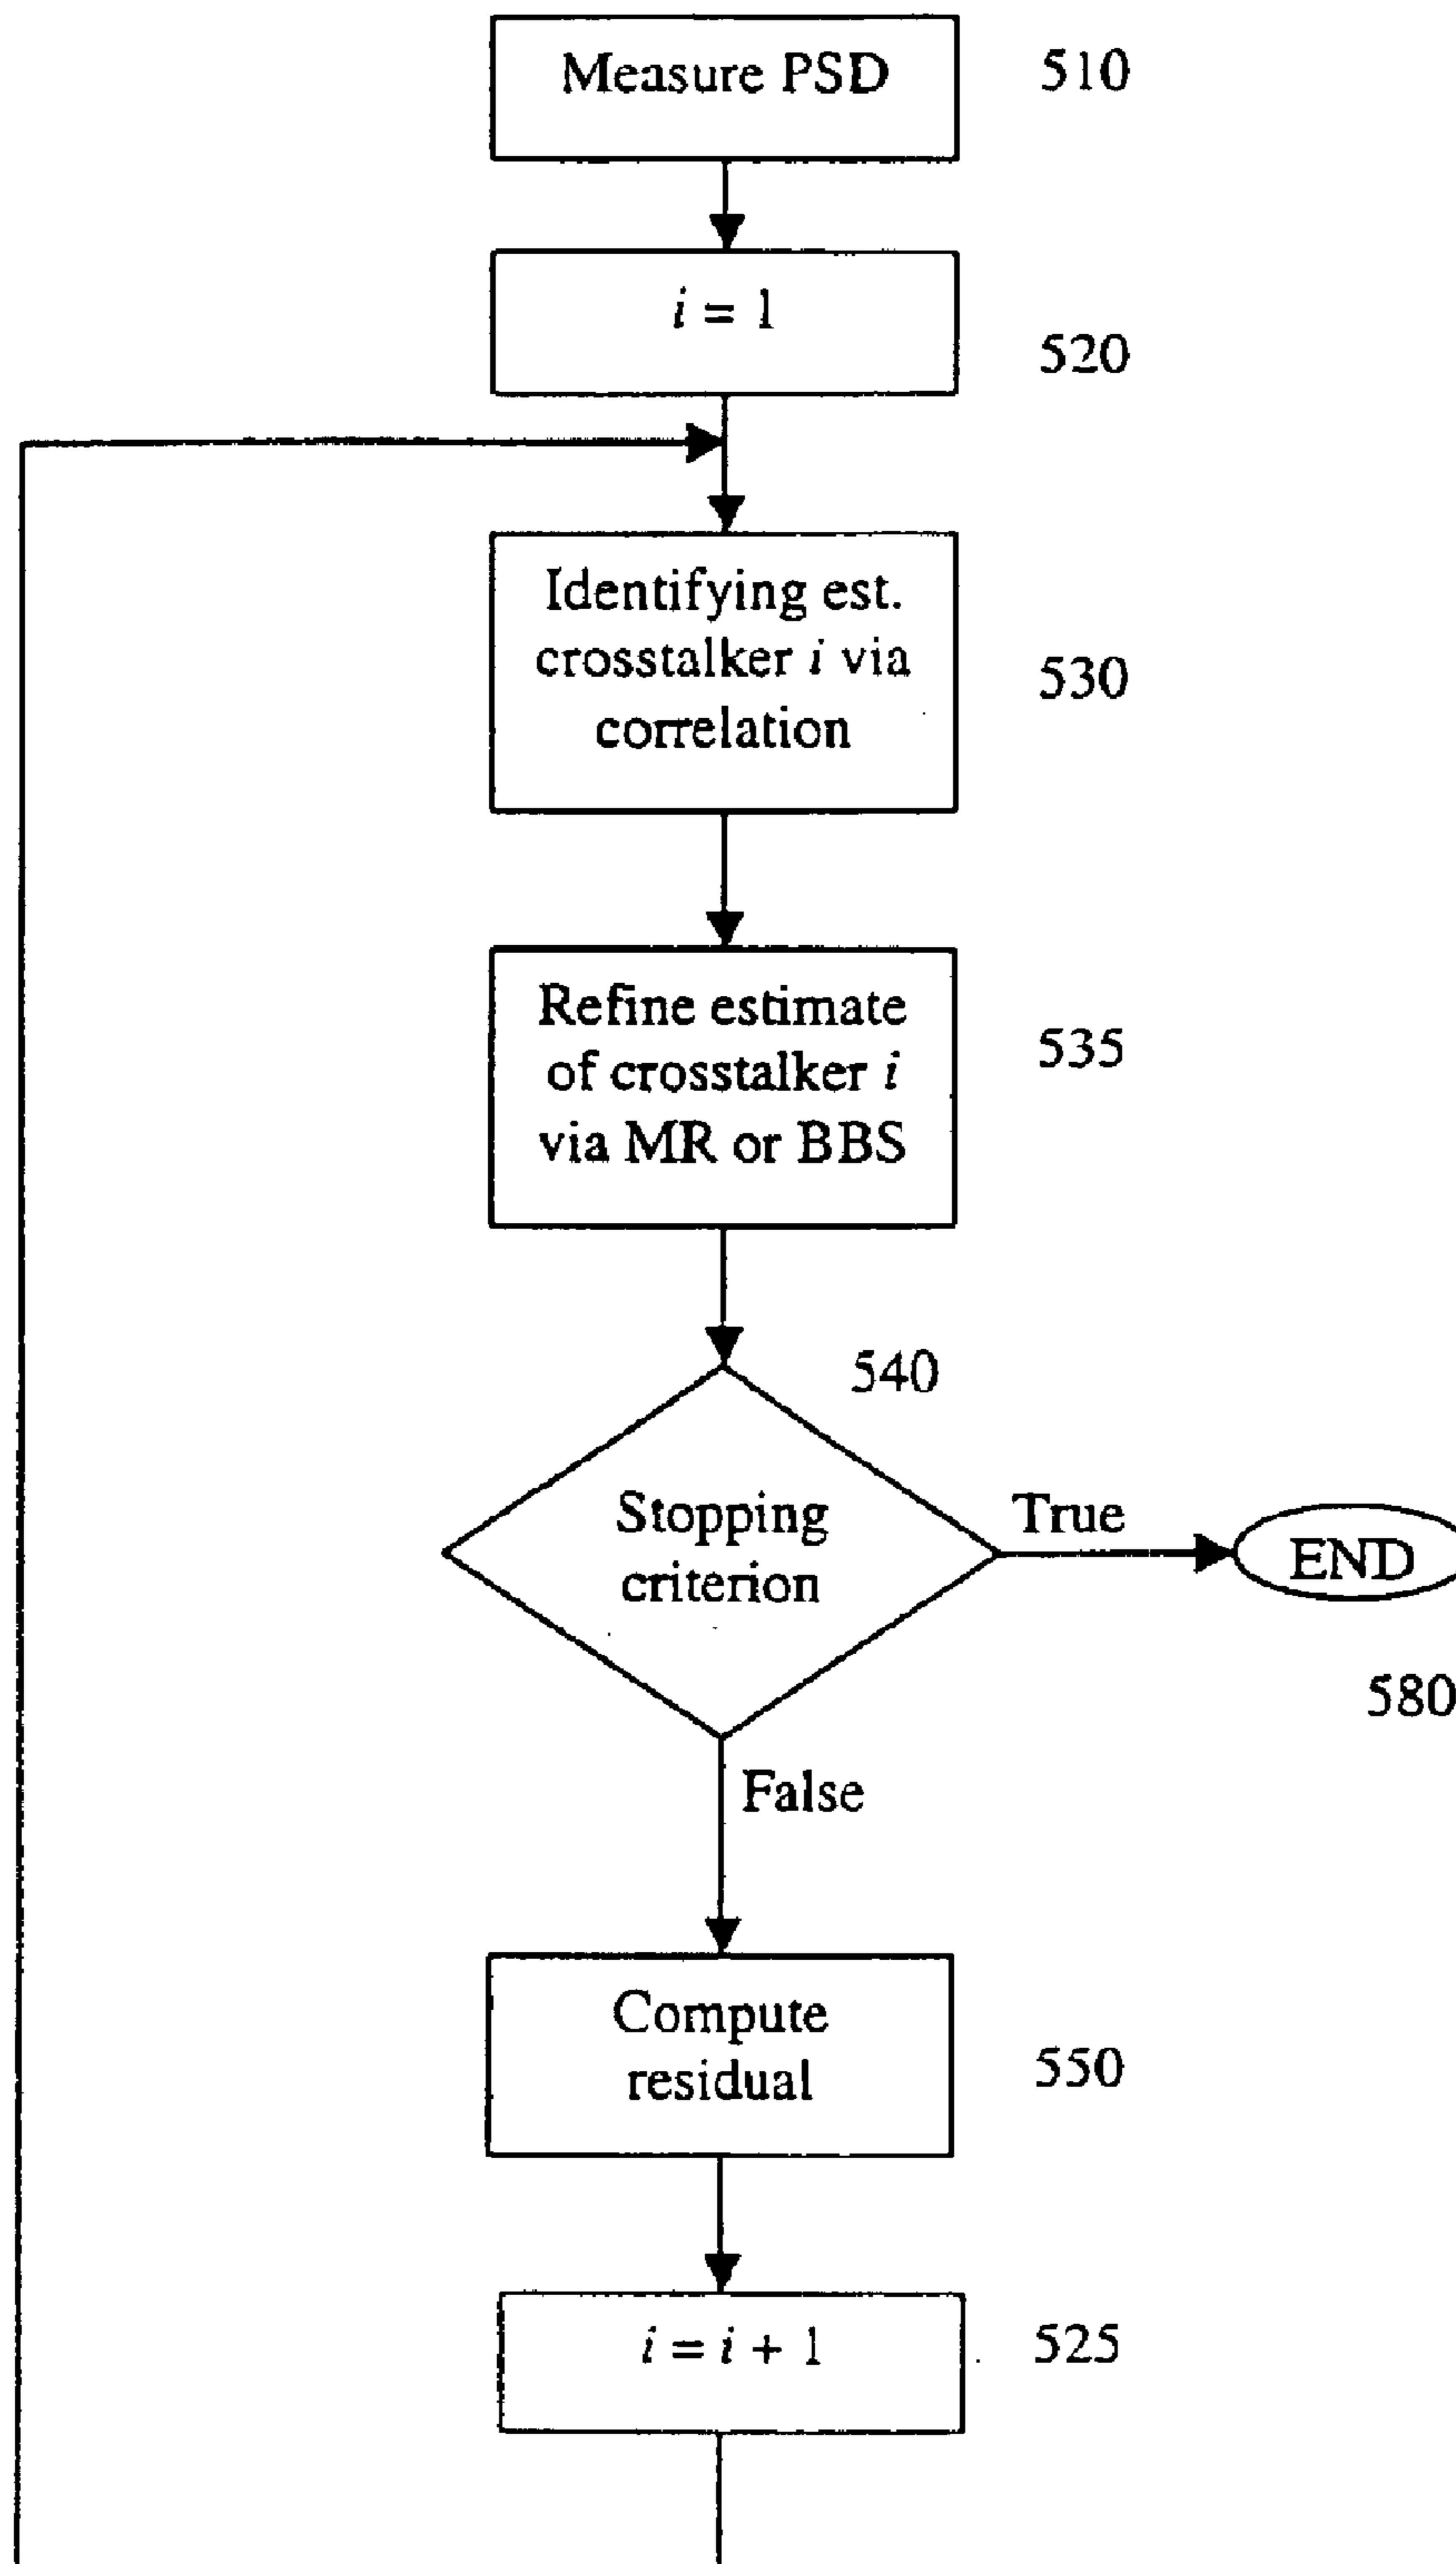 Measure PSD
510
i = 1
520
Identifying est.
crosstalker i via
correlation
530
Refine estimate
of crosstalker i
via MR or BBS
535
540
Stopping
criterion
True
END
580
False
Compute
residual
550
i = i + 1
525